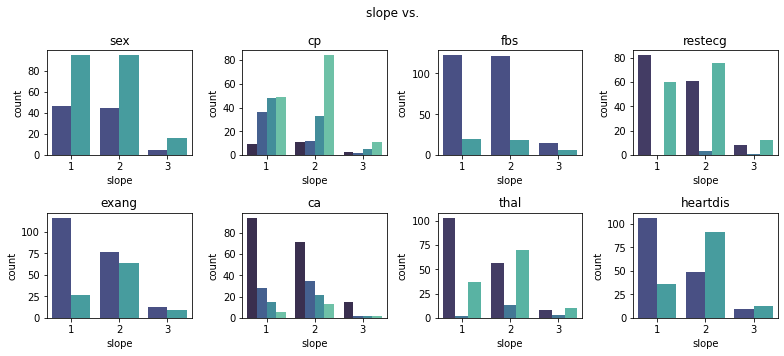 slope vs.
sex
cp
fbs
restecg
count
80
60
40
20
0
1 2 3
slope
count
80
60
40
20
0
1 2 3
slope
count
100
50
0
1 2 3
slope
count
80
60
40
20
0
1 2 3
slope
exang
ca
thal
heartdis
count
100
75
50
25
0
1 2 3
slope
count
80
60
40
20
0
1 2 3
slope
count
100
75
50
25
0
1 2 3
slope
count
100
75
50
25
0
1 2 3
slope